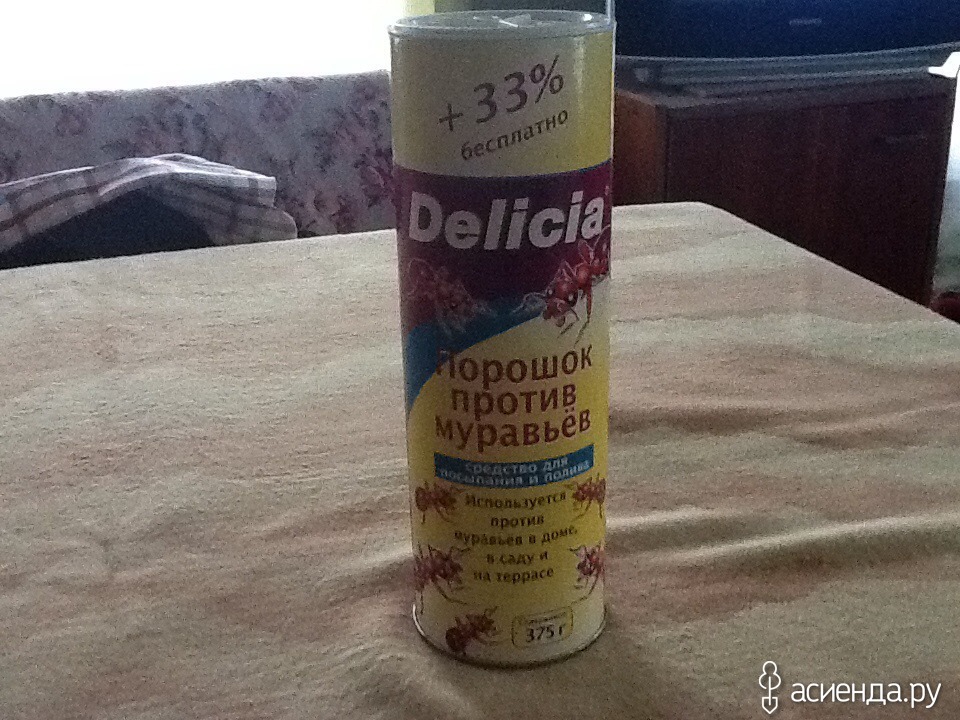 +33%
бесплатно
Delicia
Порошок
против
муравьёв
средство для
посыпания и полива
Используется
против
муравьев в доме,
в саду и
на террасе
375 г
асиенда.ру